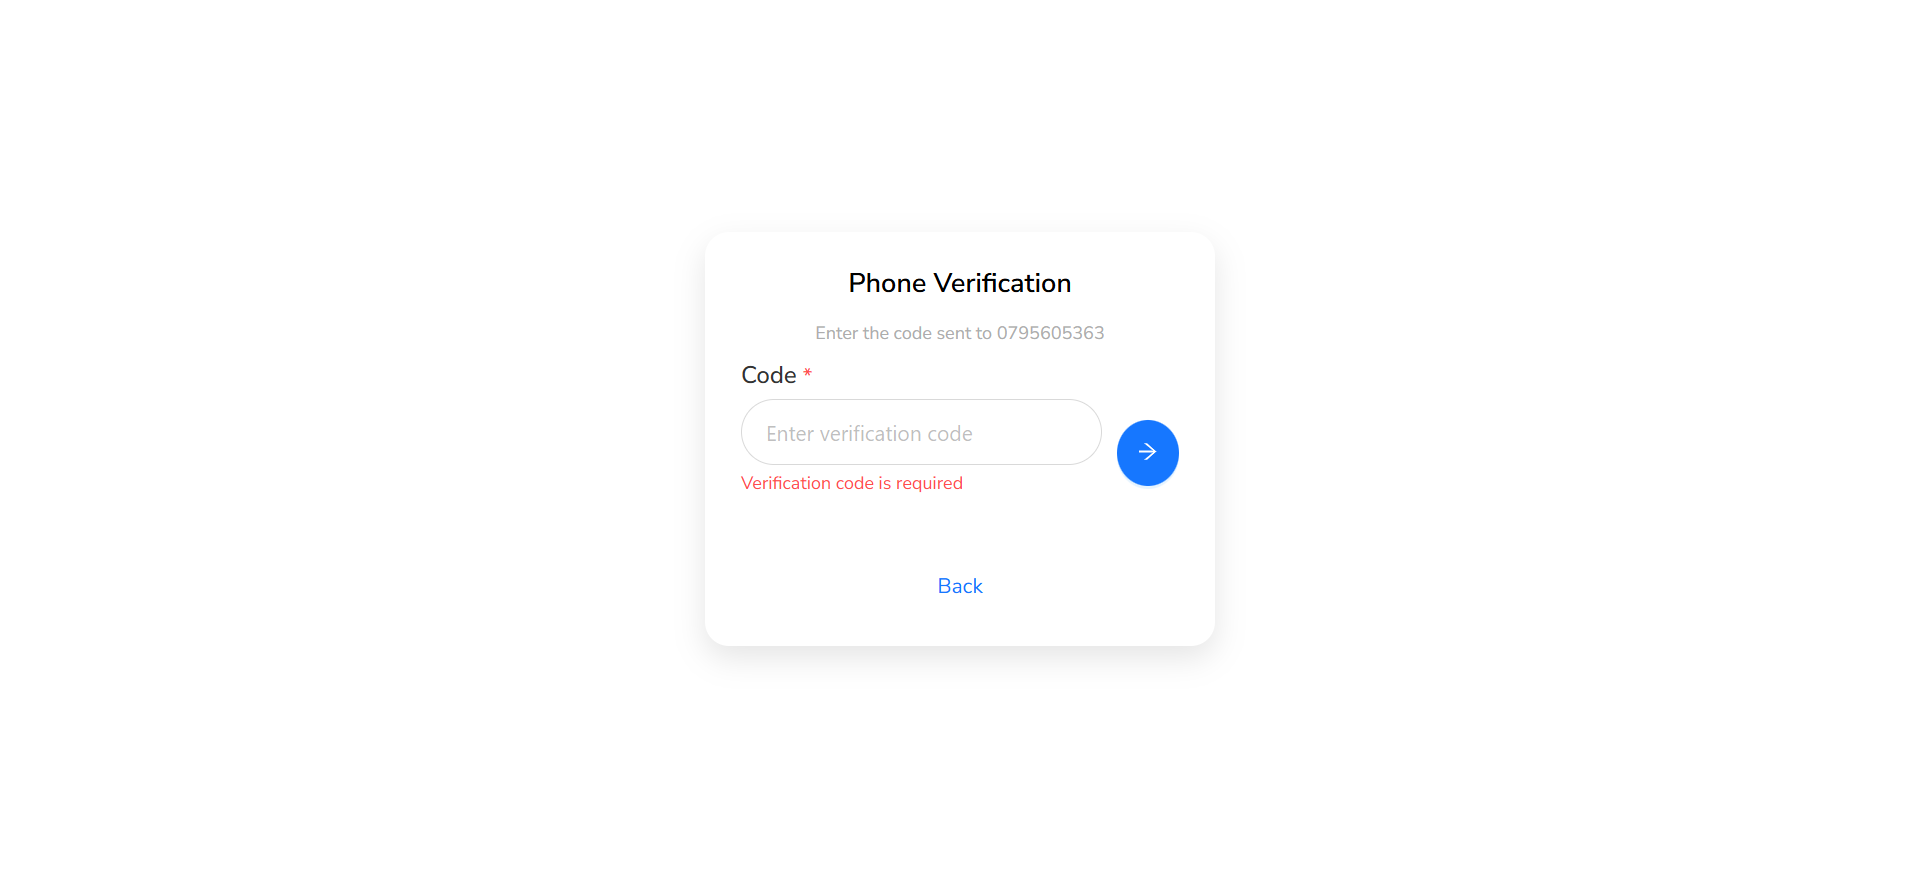 Phone Verification
Enter the code sent to 0795605363
Code *
Enter verification code
Verification code is required
Back